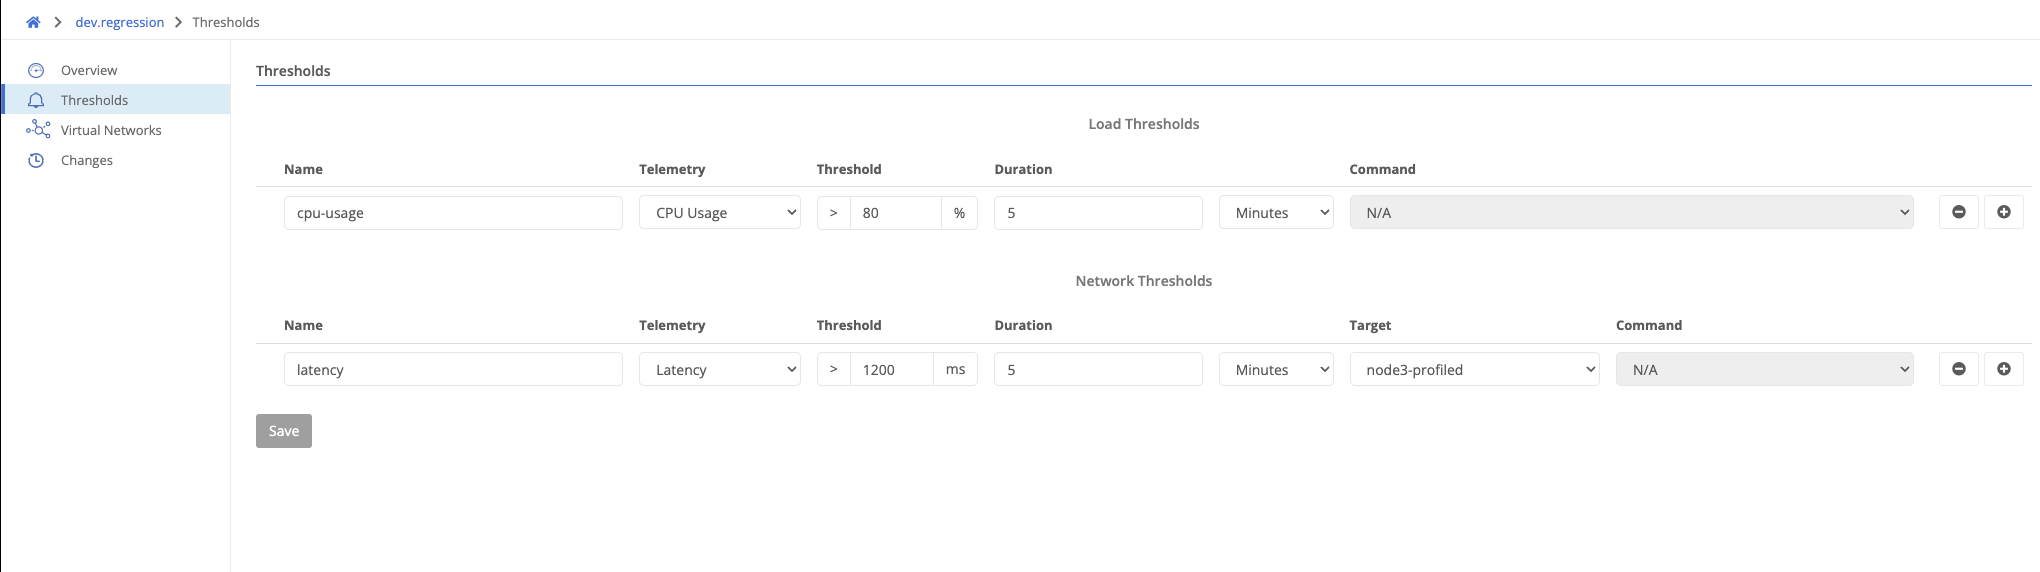 dev.regression Thresholds
Overview
Thresholds
Virtual Networks
Changes
Thresholds
Load Thresholds
Name Telemetry Threshold Duration Command
cpu-usage CPU Usage > 80 % 5 Minutes N/A
Network Thresholds
Name Telemetry Threshold Duration Target Command
latency Latency > 1200 ms 5 Minutes node3-profiled N/A
Save